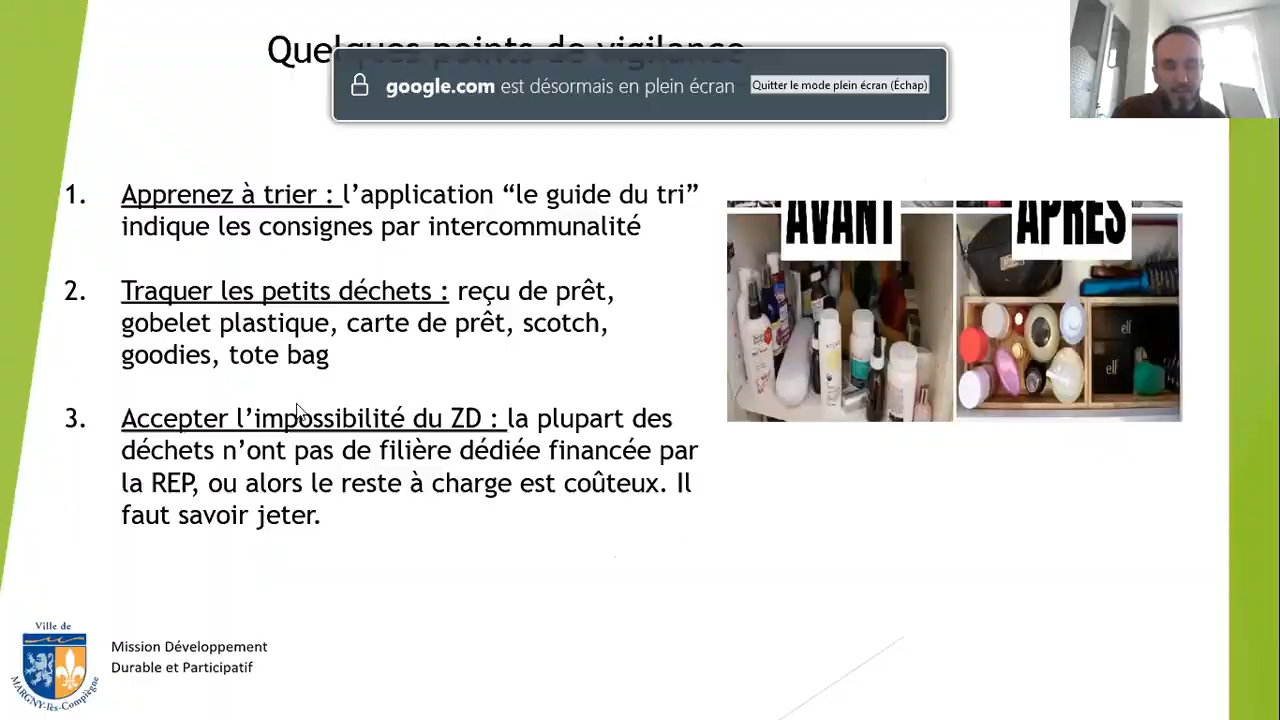 Quelques points de vigilance
google.com est désormais en plein écran Quitter le mode plein écran (Échap)
1. Apprenez à trier : l’application “le guide du tri”
indique les consignes par intercommunalité
2. Traquer les petits déchets : reçu de prêt,
gobelet plastique, carte de prêt, scotch,
goodies, tote bag
3. Accepter l’impossibilité du ZD : la plupart des
déchets n’ont pas de filière dédiée financée par
la REP, ou alors le reste à charge est coûteux. Il
faut savoir jeter.
AVANT
APRÈS
elf
elf
Ville de
MARGNY-lès-Compiègne
Mission Développement
Durable et Participatif